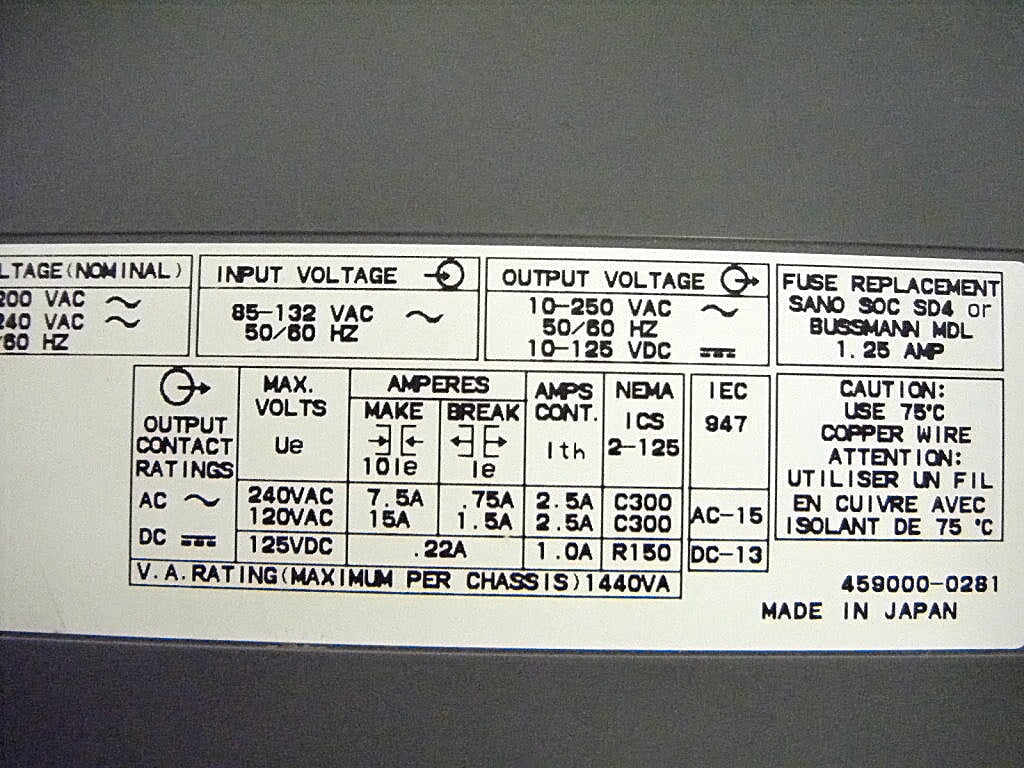 LTAGE(NOMINAL)
200 VAC
240 VAC
/60 HZ
INPUT VOLTAGE
85-132 VAC
50/60 HZ
OUTPUT VOLTAGE
10-250 VAC
50/60 HZ
10-125 VDC
FUSE REPLACEMENT
SANO SOC SD4 or
BUSSMANN MDL
1.25 AMP
OUTPUT CONTACT RATINGS
MAX. VOLTS Ue
AMPERES
MAKE 10Ie
BREAK Ie
AMPS CONT. Ith
NEMA ICS 2-125
IEC 947
AC 240VAC 7.5A .75A 2.5A C300 AC-15
120VAC 15A 1.5A 2.5A C300
DC 125VDC .22A 1.0A R150 DC-13
V.A.RATING(MAXIMUM PER CHASSIS)1440VA
CAUTION:
USE 75°C
COPPER WIRE
ATTENTION:
UTILISER UN FIL
EN CUIVRE AVEC
ISOLANT DE 75 °C
459000-0281
MADE IN JAPAN